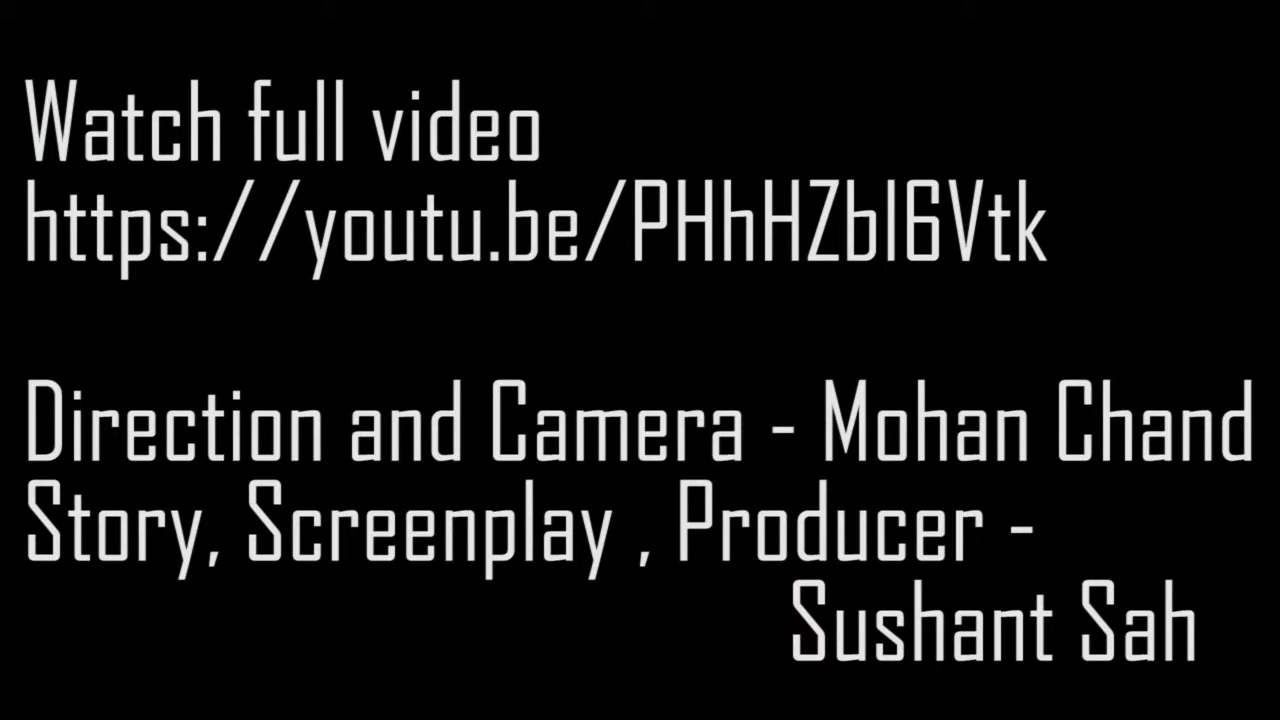 Watch full video
https://youtu.be/PHhHZbl6Vtk
Direction and Camera - Mohan Chand
Story, Screenplay , Producer -
Sushant Sah